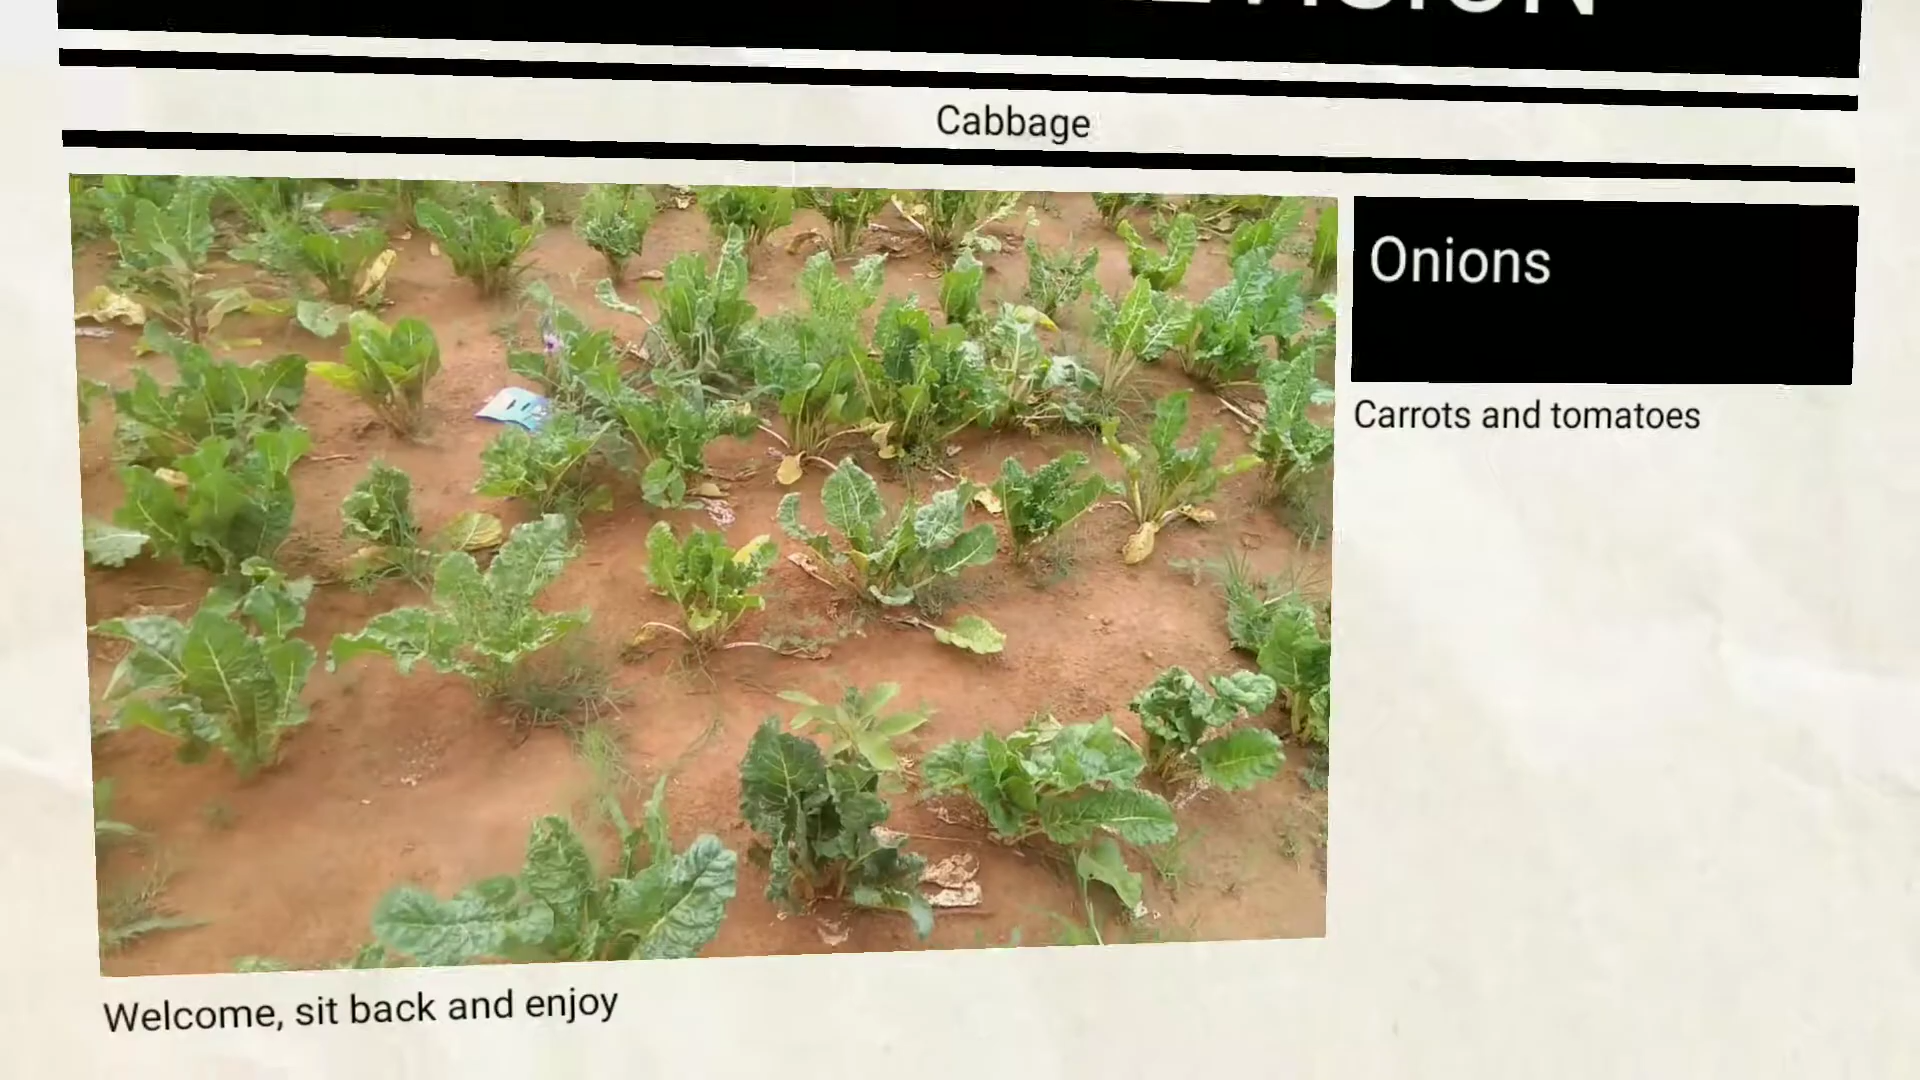 Cabbage
Onions
Carrots and tomatoes
Welcome, sit back and enjoy